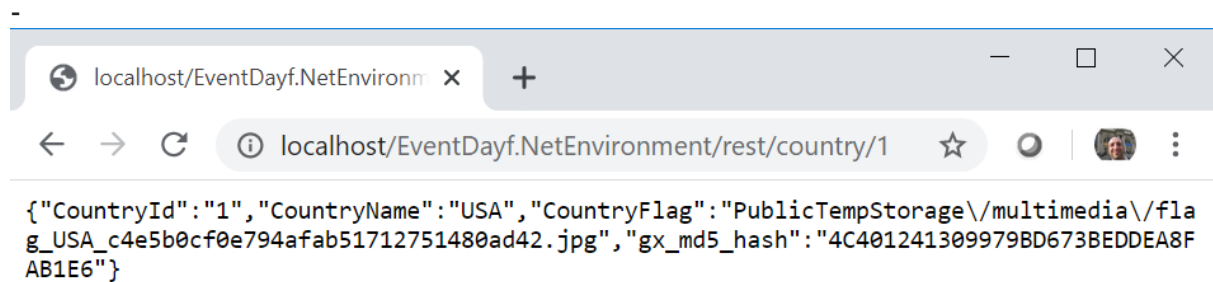 -
localhost/EventDayf.NetEnvironm
localhost/EventDayf.NetEnvironment/rest/country/1
{"CountryId":"1","CountryName":"USA","CountryFlag":"PublicTempStorage\/multimedia\/fla
g_USA_c4e5b0cf0e794afab51712751480ad42.jpg","gx_md5_hash":"4C401241309979BD673BEDDEA8F
AB1E6"}